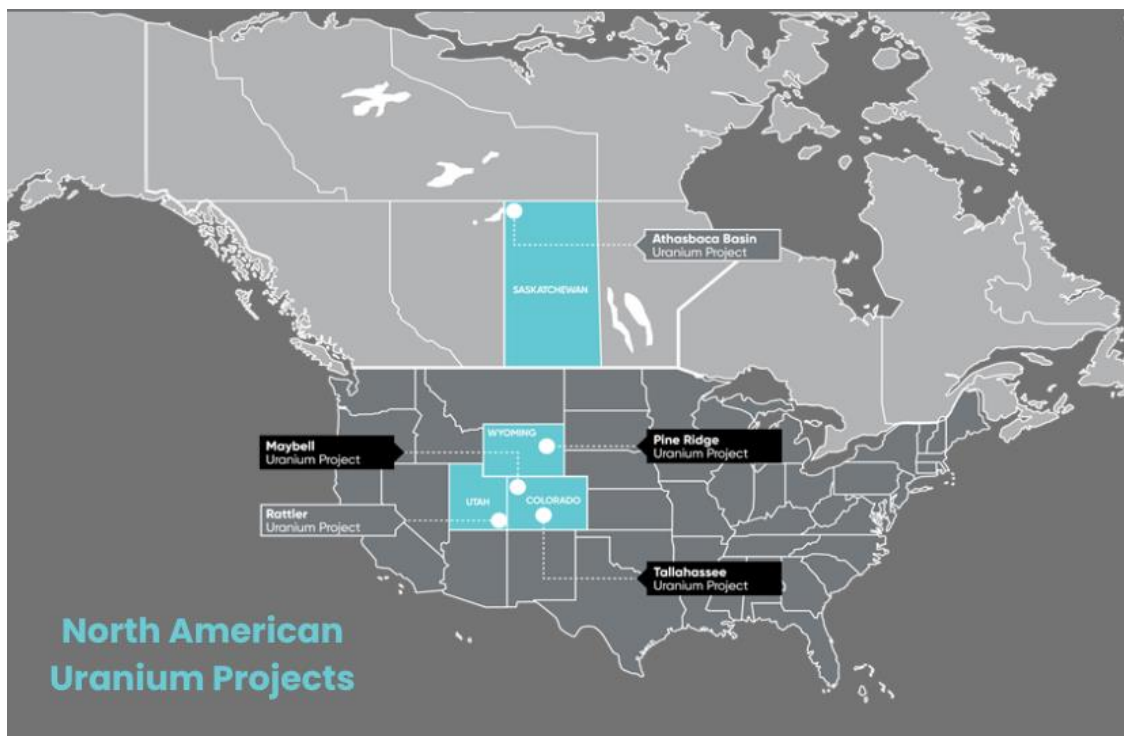 Athasbaca Basin
Uranium Project
SASKATCHEWAN
WYOMING
Maybell
Uranium Project
Pine Ridge
Uranium Project
UTAH
COLORADO
Rattler
Uranium Project
Tallahassee
Uranium Project
North American
Uranium Projects